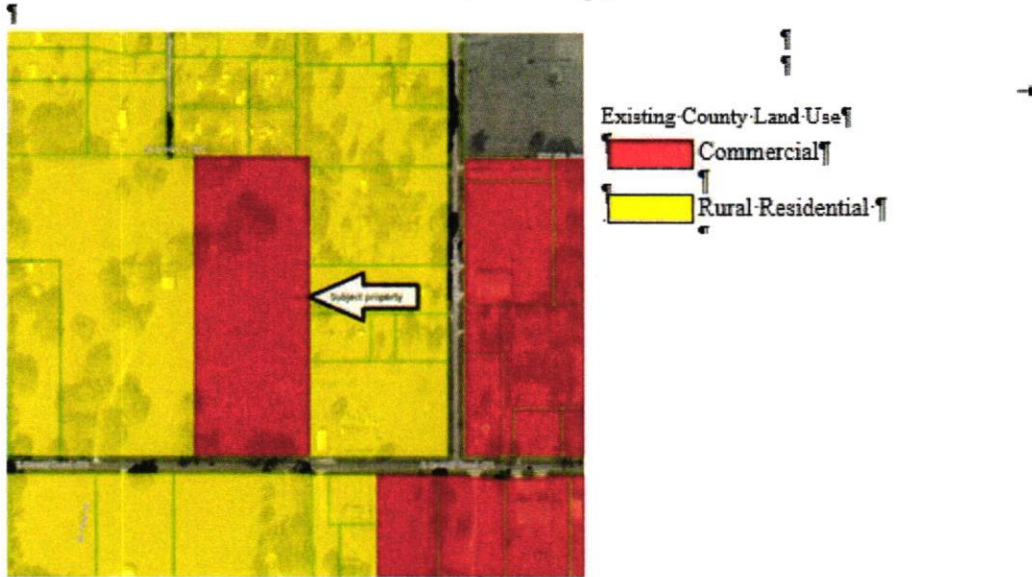 ¶
¶
¶
Existing·County·Land·Use¶
¶
Commercial¶
¶
¶
Rural·Residential·¶
¶
Subject property